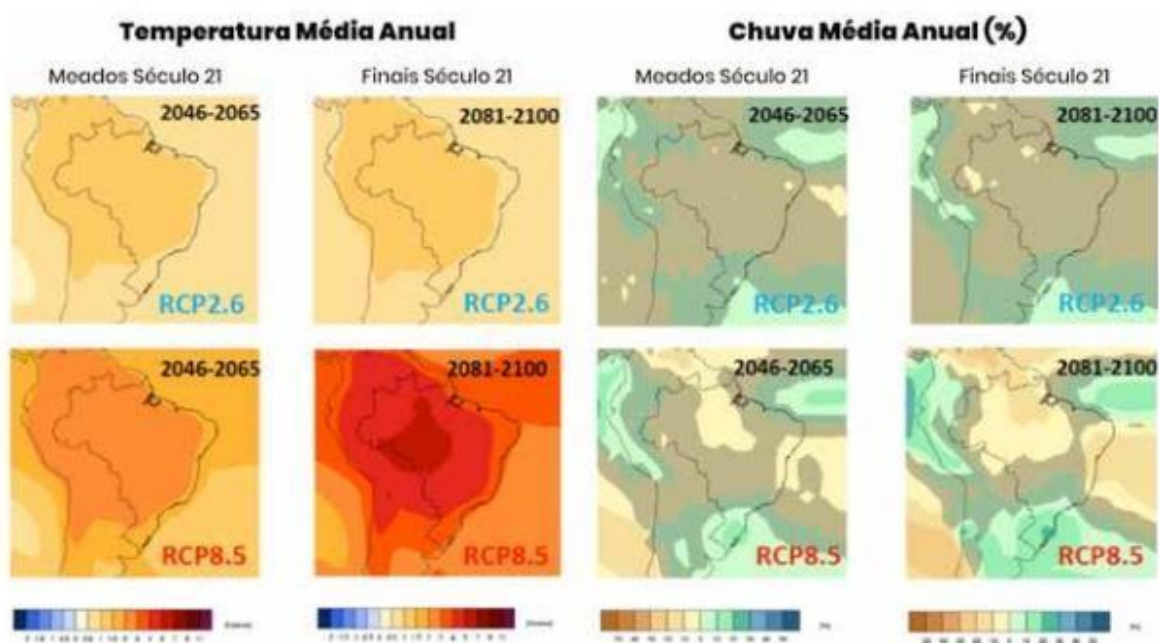 Temperatura Média Anual
Chuva Média Anual (%)
Meados Século 21
Finais Século 21
Meados Século 21
Finais Século 21
2046-2065
2081-2100
2046-2065
2081-2100
RCP2.6
RCP2.6
RCP2.6
RCP2.6
2046-2065
2081-2100
2046-2065
2081-2100
RCP8.5
RCP8.5
RCP8.5
RCP8.5